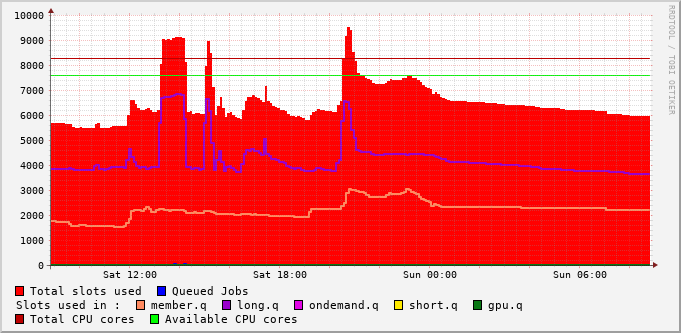 10000
9000
8000
7000
6000
5000
4000
3000
2000
1000
0
Sat 12:00 Sat 18:00 Sun 00:00 Sun 06:00
RRDTOOL / TOBI OETIKER
Total slots used Queued Jobs
Slots used in : member.q long.q ondemand.q short.q gpu.q
Total CPU cores Available CPU cores